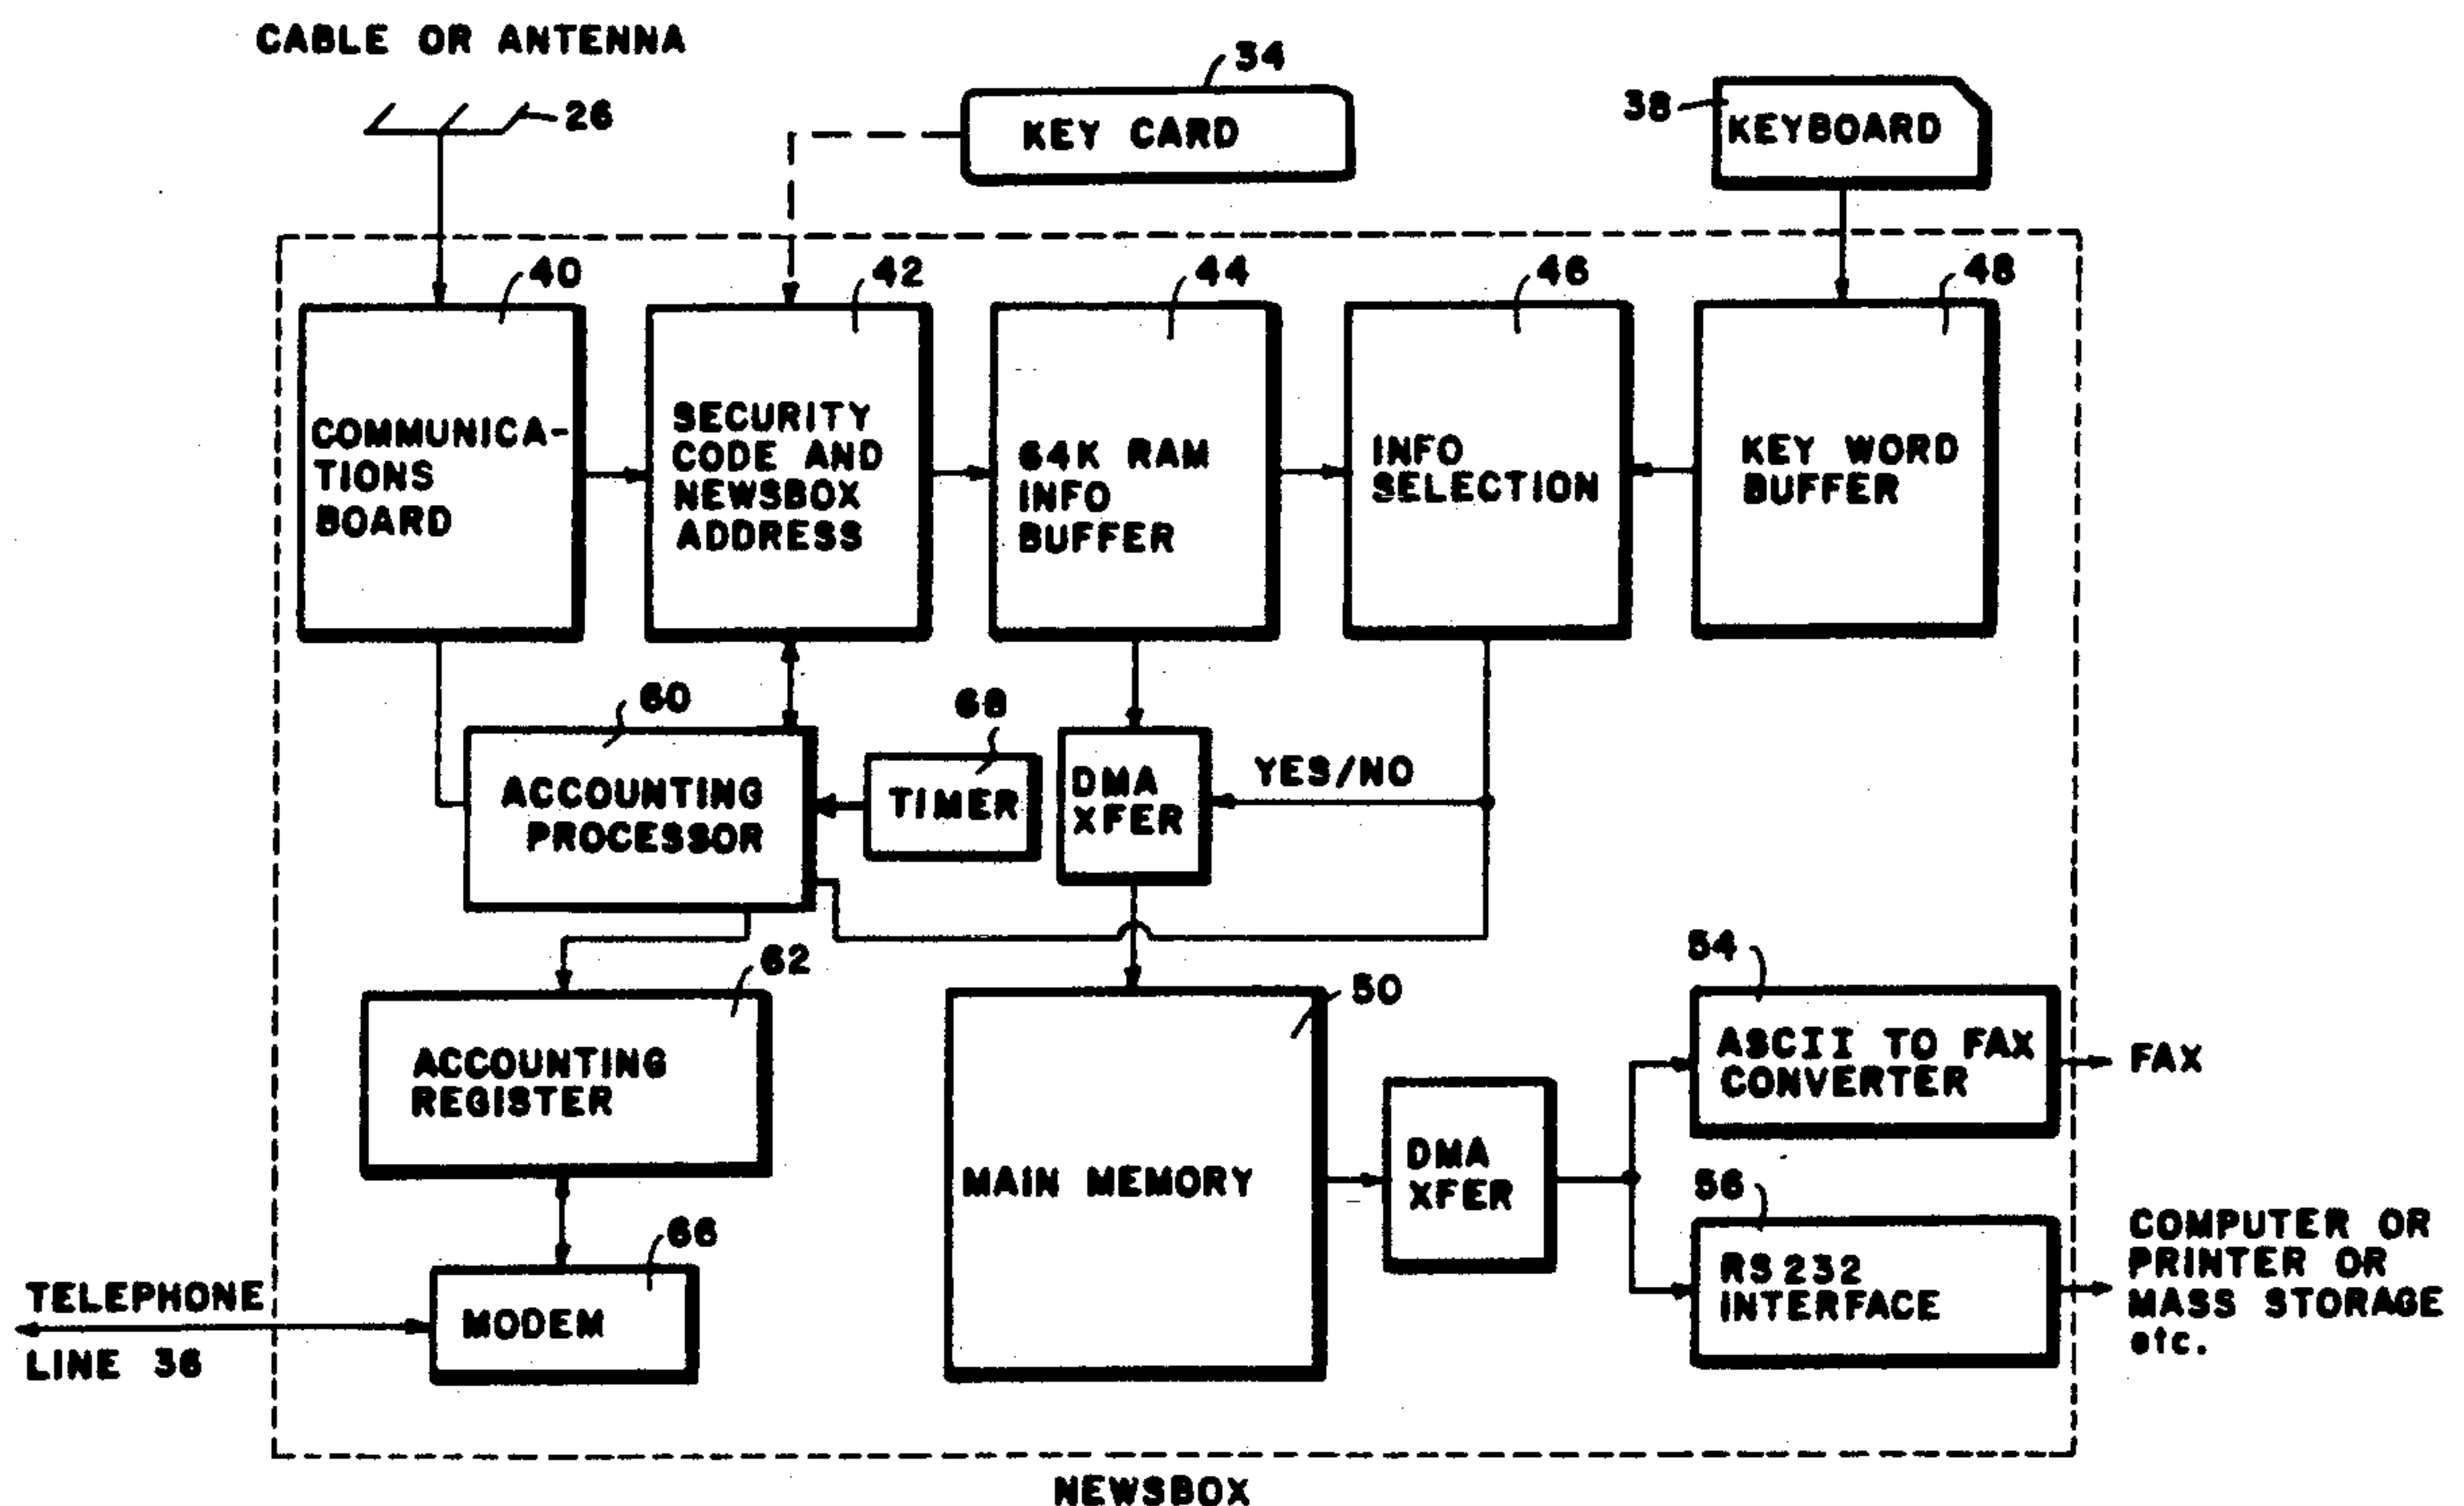 CABLE OR ANTENNA
26
34
KEY CARD
38
KEYBOARD
40
42
44
46
48
COMMUNICA-
TIONS
BOARD
SECURITY
CODE AND
NEWSBOX
ADDRESS
64K RAM
INFO
BUFFER
INFO
SELECTION
KEY WORD
BUFFER
60
68
ACCOUNTING
PROCESSOR
TIMER
DMA
XFER
YES/NO
62
50
54
ACCOUNTING
REGISTER
MAIN MEMORY
DMA
XFER
ASCII TO FAX
CONVERTER
FAX
56
RS232
INTERFACE
COMPUTER OR
PRINTER OR
MASS STORAGE
etc.
66
MODEM
TELEPHONE
LINE 36
NEWSBOX